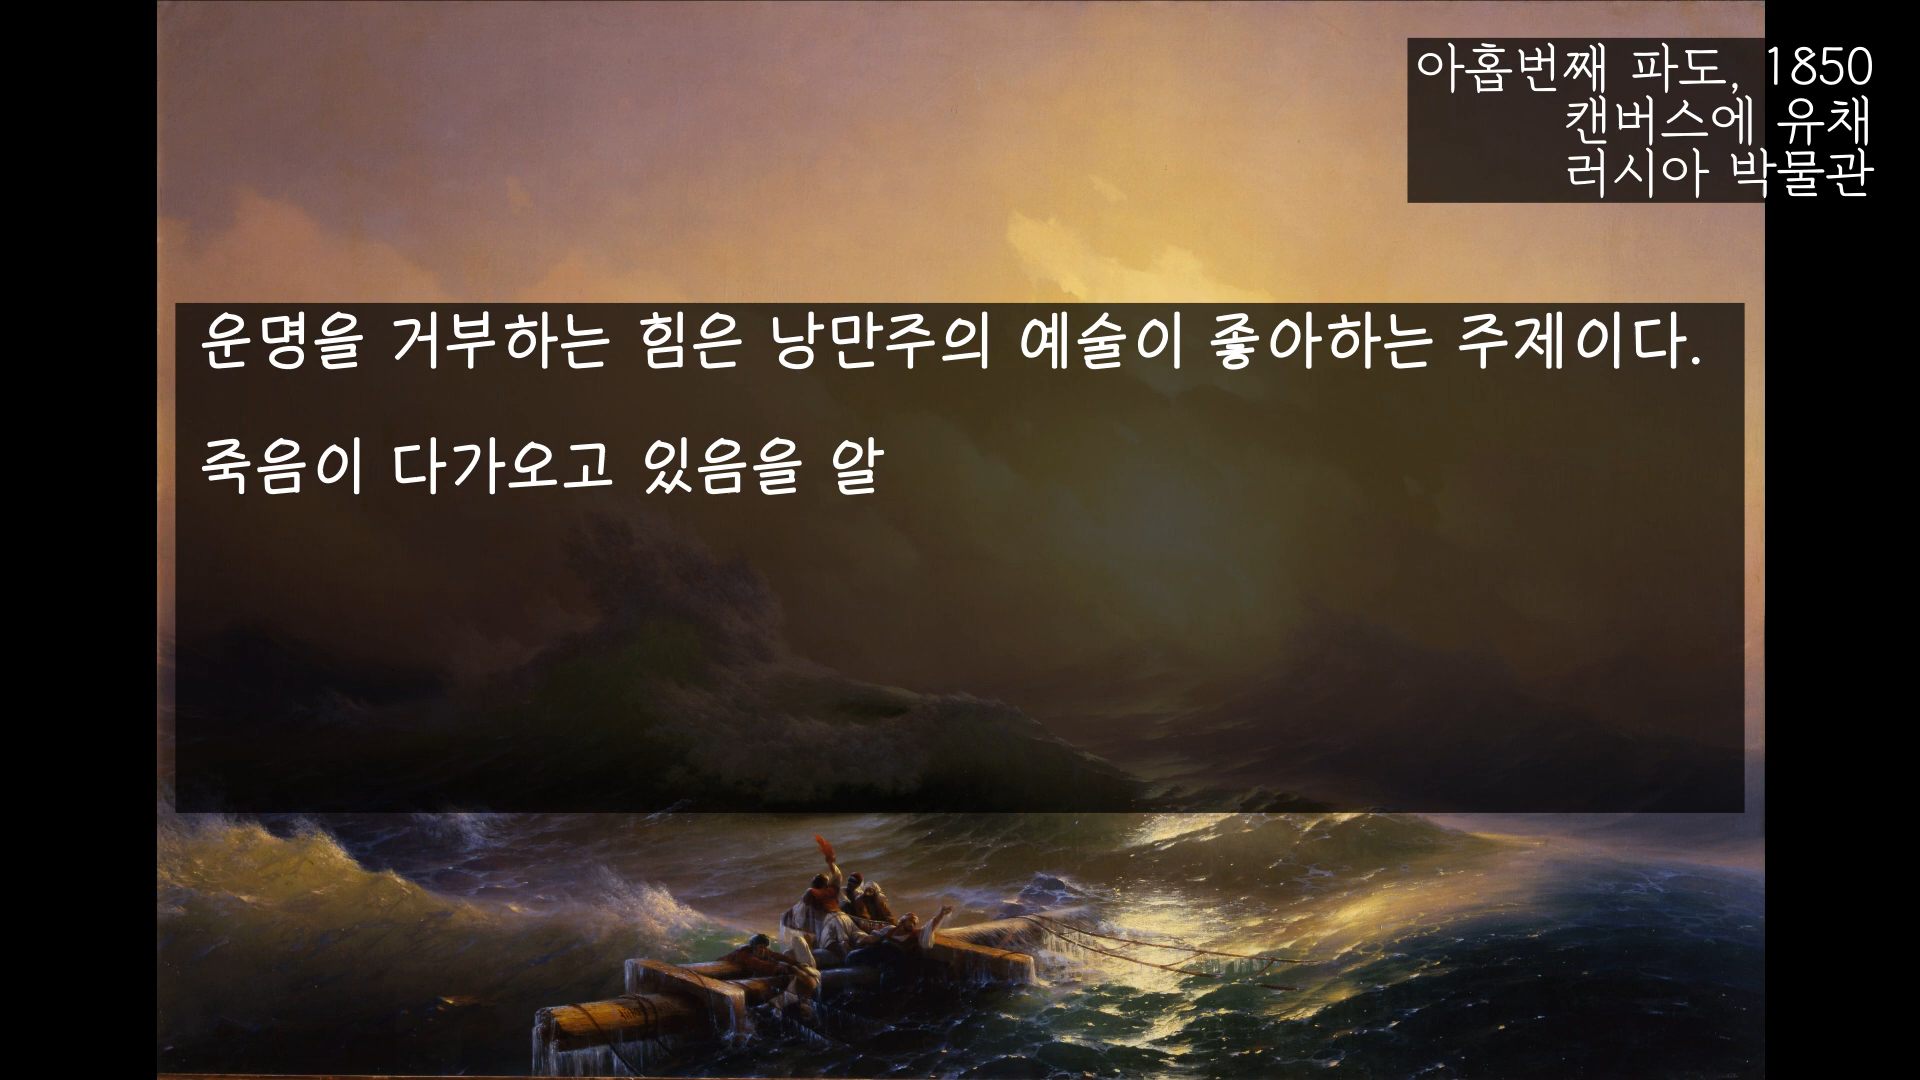 아홉번째 파도, 1850
캔버스에 유채
러시아 박물관
운명을 거부하는 힘은 낭만주의 예술이 좋아하는 주제이다.
죽음이 다가오고 있음을 알